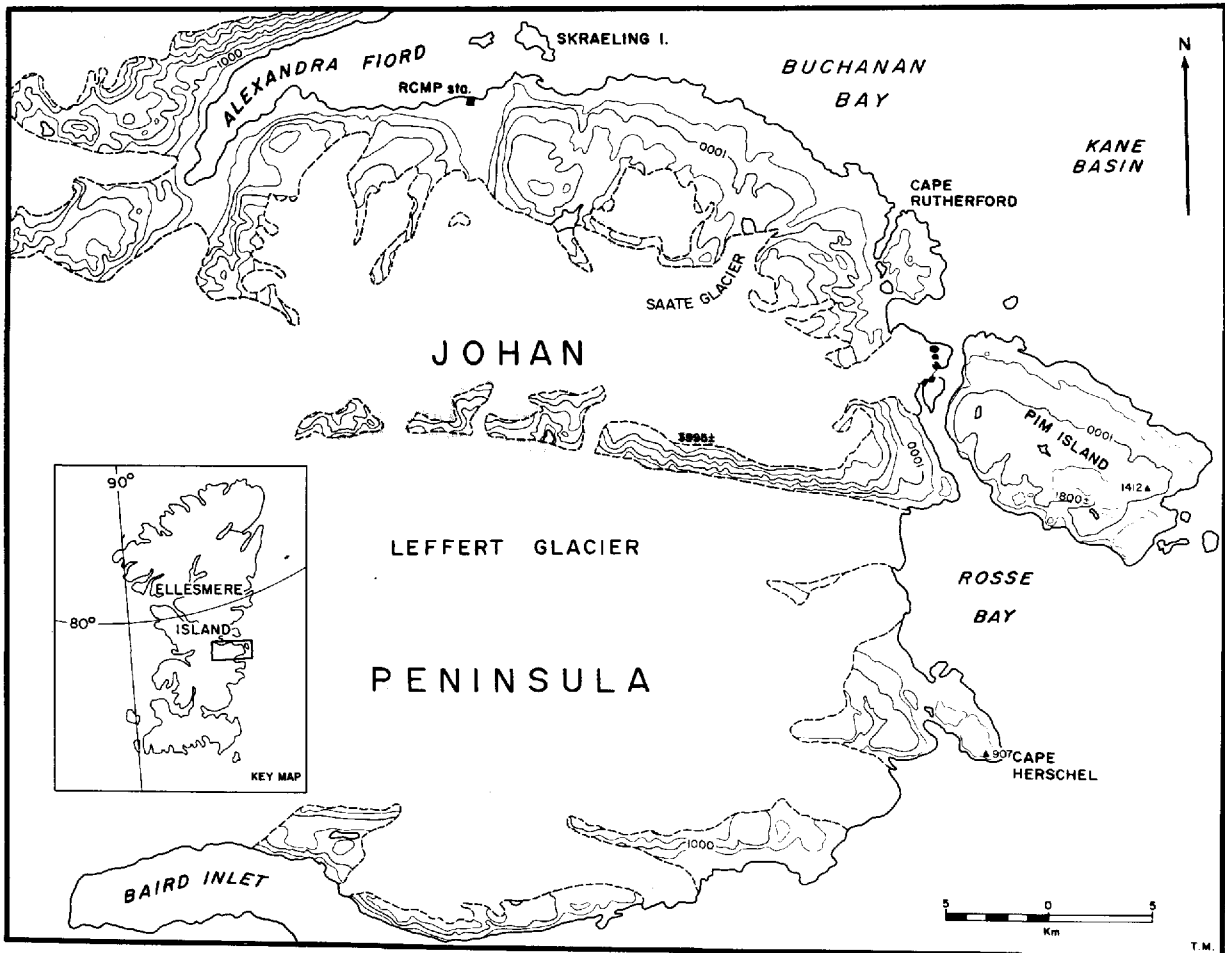 SKRAELING I.
N
1000
ALEXANDRA FIORD
BUCHANAN
BAY
RCMP sta.
KANE
BASIN
1000
CAPE
RUTHERFORD
SAATE GLACIER
JOHAN
PIM ISLAND
1000
3995±
1000
90°
1412
1800±
LEFFERT GLACIER
ROSSE
BAY
ELLESMERE
80°
ISLAND
PENINSULA
907
CAPE
HERSCHEL
KEY MAP
1000
BAIRD INLET
5 0 5
Km
T.M.